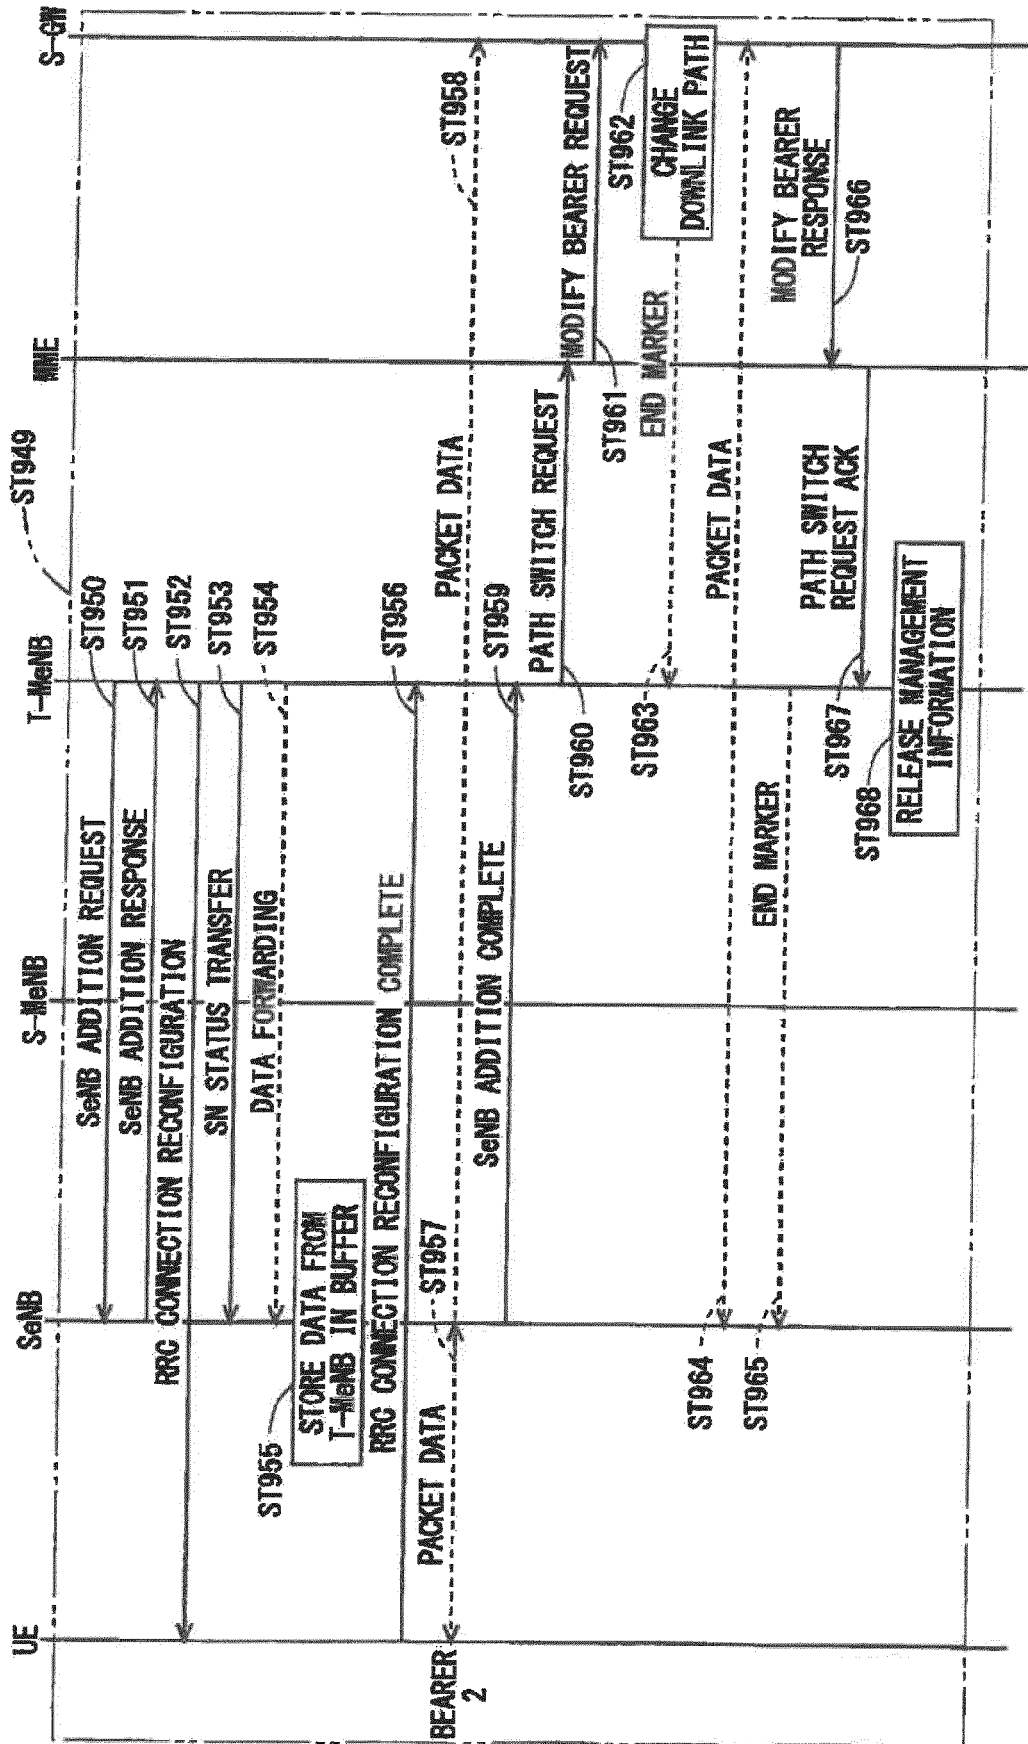 UE
SeNB
S-MeNB
T-MeNB
MME
S-GW
ST949
SeNB ADDITION REQUEST
ST950
SeNB ADDITION RESPONSE
ST951
RRC CONNECTION RECONFIGURATION
ST952
SN STATUS TRANSFER
ST953
DATA FORWARDING
ST954
ST955
STORE DATA FROM
T-MeNB IN BUFFER
RRC CONNECTION RECONFIGURATION COMPLETE
ST956
BEARER
2
PACKET DATA
ST957
PACKET DATA
ST958
SeNB ADDITION COMPLETE
ST959
PATH SWITCH REQUEST
ST960
MODIFY BEARER REQUEST
ST961
ST962
CHANGE
DOWNLINK PATH
END MARKER
ST963
PACKET DATA
ST964
END MARKER
ST965
MODIFY BEARER
RESPONSE
ST966
PATH SWITCH
REQUEST ACK
ST967
ST968
RELEASE MANAGEMENT
INFORMATION